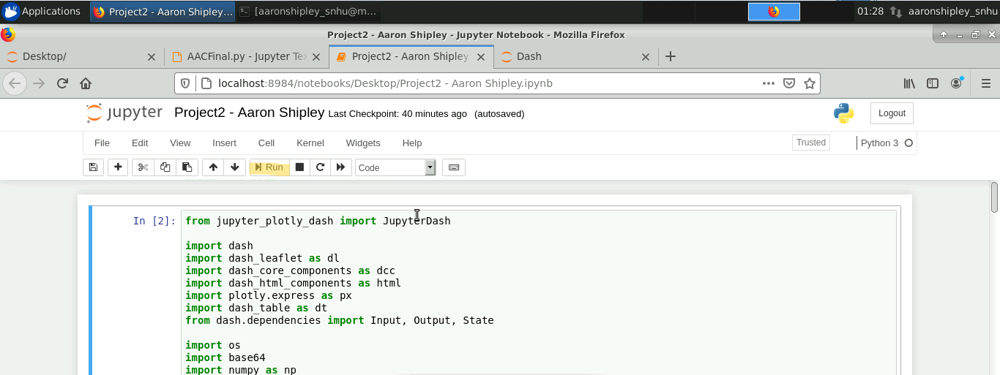 Applications Project2 - Aaron Shipley... [aaronshipley_snhu@m... 01:28 aaronshipley_snhu
Project2 - Aaron Shipley - Jupyter Notebook - Mozilla Firefox
Desktop/ AACFinal.py - Jupyter Te Project2 - Aaron Shipley Dash
localhost:8984/notebooks/Desktop/Project2 - Aaron Shipley.ipynb
jupyter Project2 - Aaron Shipley Last Checkpoint: 40 minutes ago (autosaved) Logout
File Edit View Insert Cell Kernel Widgets Help Trusted Python 3
Run Code
In [2]: from jupyter_plotly_dash import JupyterDash
import dash
import dash_leaflet as dl
import dash_core_components as dcc
import dash_html_components as html
import plotly.express as px
import dash_table as dt
from dash.dependencies import Input, Output, State
import os
import base64
import numpy as np